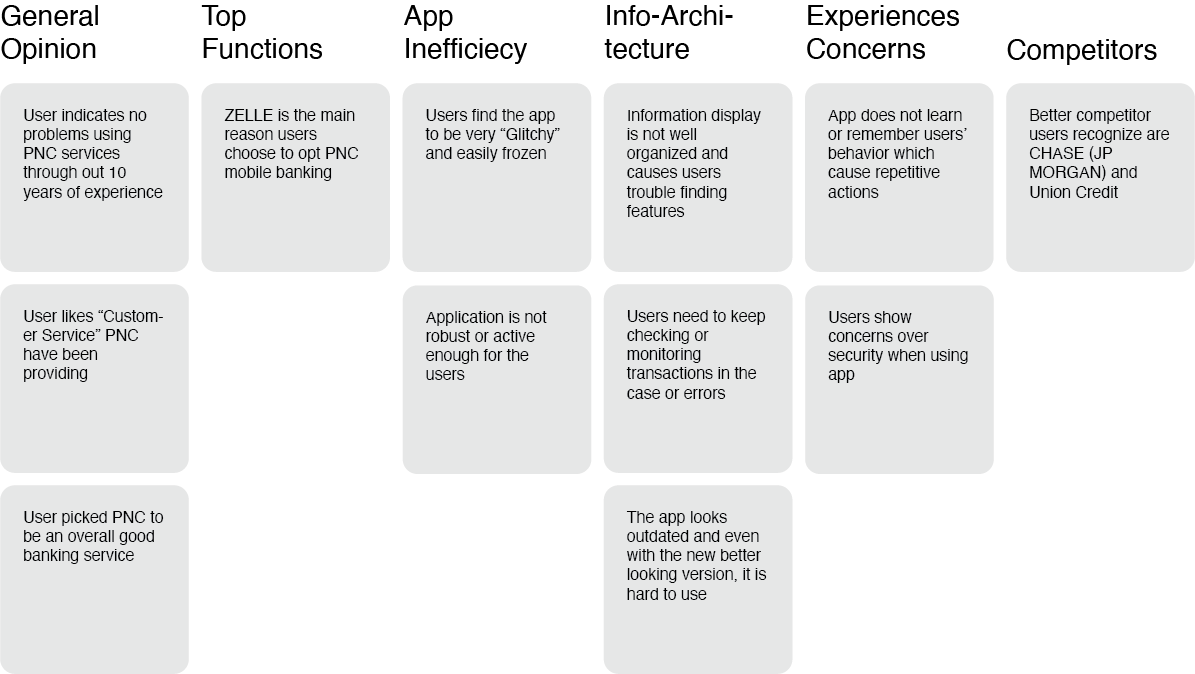 General
Opinion
Top
Functions
App
Inefficiecy
Info-Archi-
tecture
Experiences
Concerns
Competitors
User indicates no
problems using
PNC services
through out 10
years of experience
ZELLE is the main
reason users
choose to opt PNC
mobile banking
Users find the app
to be very “Glitchy”
and easily frozen
Information display
is not well
organized and
causes users
trouble finding
features
App does not learn
or remember users’
behavior which
cause repetitive
actions
Better competitor
users recognize are
CHASE (JP
MORGAN) and
Union Credit
User likes “Custom-
er Service” PNC
have been
providing
Application is not
robust or active
enough for the
users
Users need to keep
checking or
monitoring
transactions in the
case or errors
Users show
concerns over
security when using
app
User picked PNC to
be an overall good
banking service
The app looks
outdated and even
with the new better
looking version, it is
hard to use